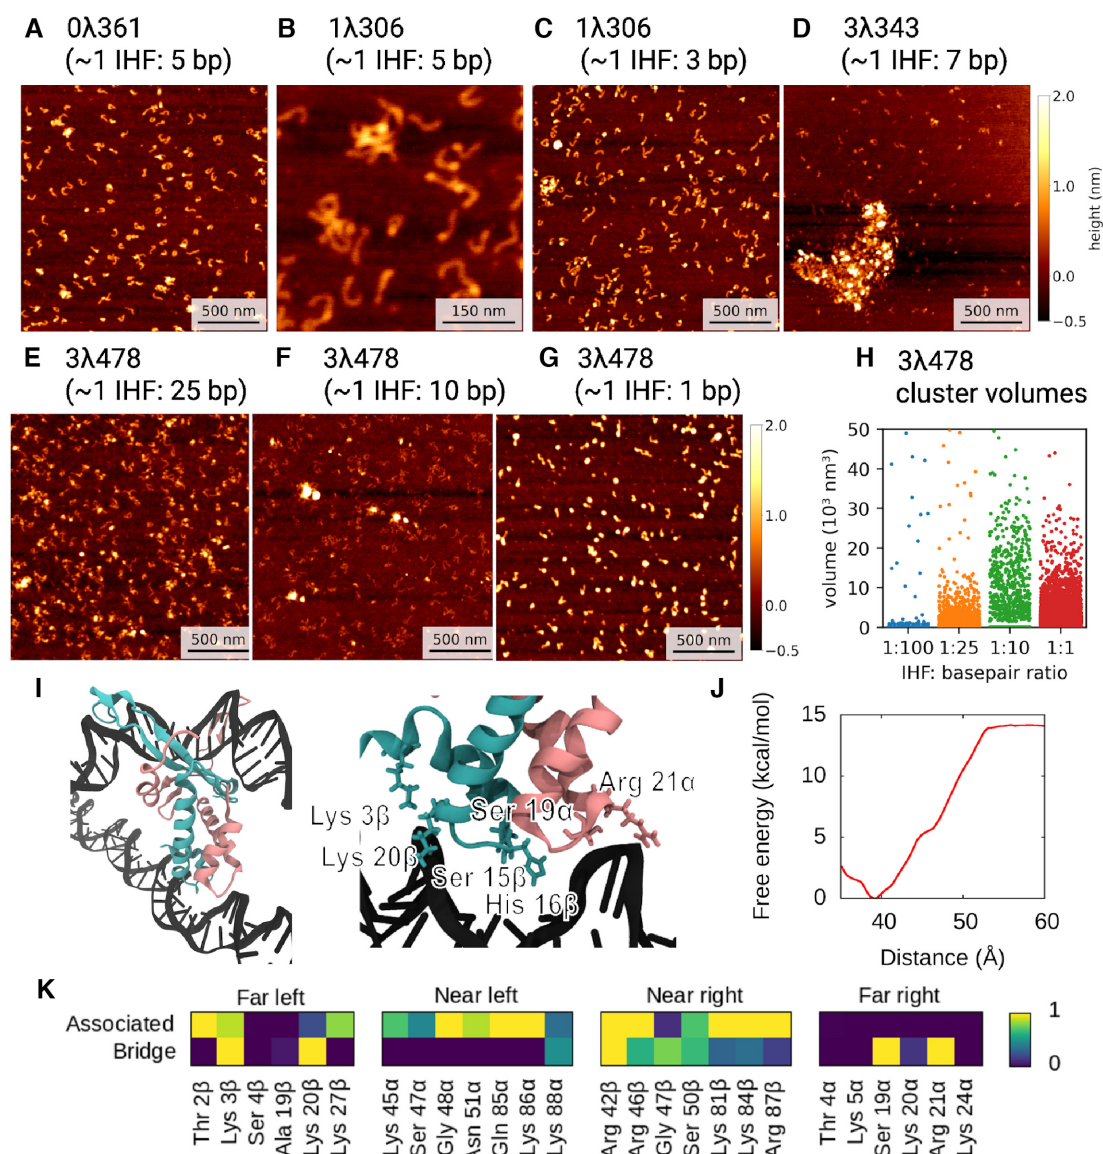 A 0λ361
(~1 IHF: 5 bp)
B 1λ306
(~1 IHF: 5 bp)
C 1λ306
(~1 IHF: 3 bp)
D 3λ343
(~1 IHF: 7 bp)
500 nm
150 nm
500 nm
500 nm
2.0
1.0
0.0
−0.5
height (nm)
E 3λ478
(~1 IHF: 25 bp)
F 3λ478
(~1 IHF: 10 bp)
G 3λ478
(~1 IHF: 1 bp)
500 nm
500 nm
500 nm
2.0
1.0
0.0
−0.5
H 3λ478
cluster volumes
volume (10³ nm³)
50
40
30
20
10
0
1:100 1:25 1:10 1:1
IHF: basepair ratio
I
Lys 3β
Lys 20β
Ser 19α
Ser 15β
His 16β
Arg 21α
J
Free energy (kcal/mol)
15
10
5
0
40 50 60
Distance (Å)
K
Far left
Near left
Near right
Far right
Associated
Bridge
1
0
Thr 2β
Lys 3β
Ser 4β
Ala 19β
Lys 20β
Lys 27β
Lys 45α
Ser 47α
Gly 48α
Asn 51α
Gln 85α
Lys 86α
Lys 88α
Arg 42β
Arg 46β
Gly 47β
Ser 50β
Lys 81β
Lys 84β
Arg 87β
Thr 4α
Lys 5α
Ser 19α
Lys 20α
Arg 21α
Lys 24α